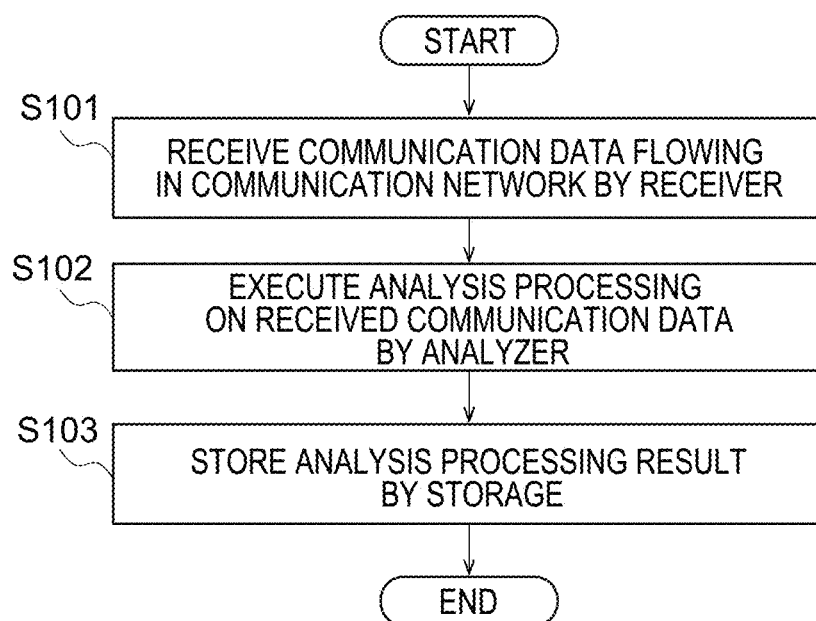 START
S101
RECEIVE COMMUNICATION DATA FLOWING
IN COMMUNICATION NETWORK BY RECEIVER
S102
EXECUTE ANALYSIS PROCESSING
ON RECEIVED COMMUNICATION DATA
BY ANALYZER
S103
STORE ANALYSIS PROCESSING RESULT
BY STORAGE
END